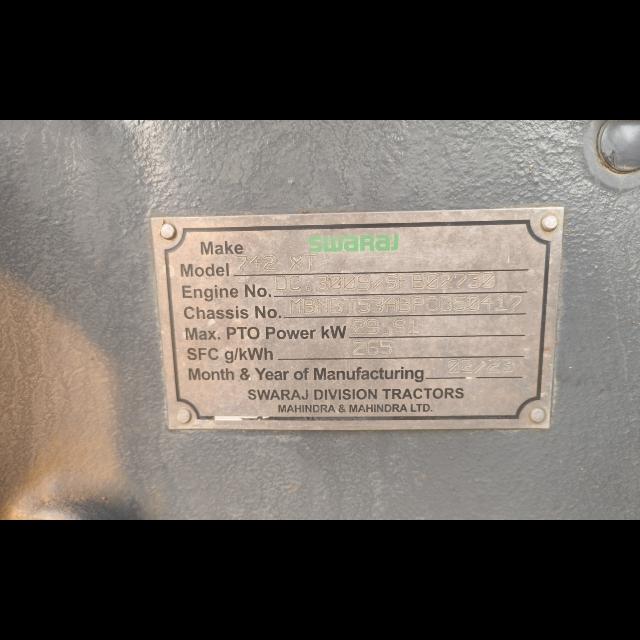 Make SWARAJ
Model 742 XT L
Engine No.
Chassis No.
Max. PTO Power kW
SFC g/kWh 265
Month & Year of Manufacturing
SWARAJ DIVISION TRACTORS
MAHINDRA & MAHINDRA LTD.